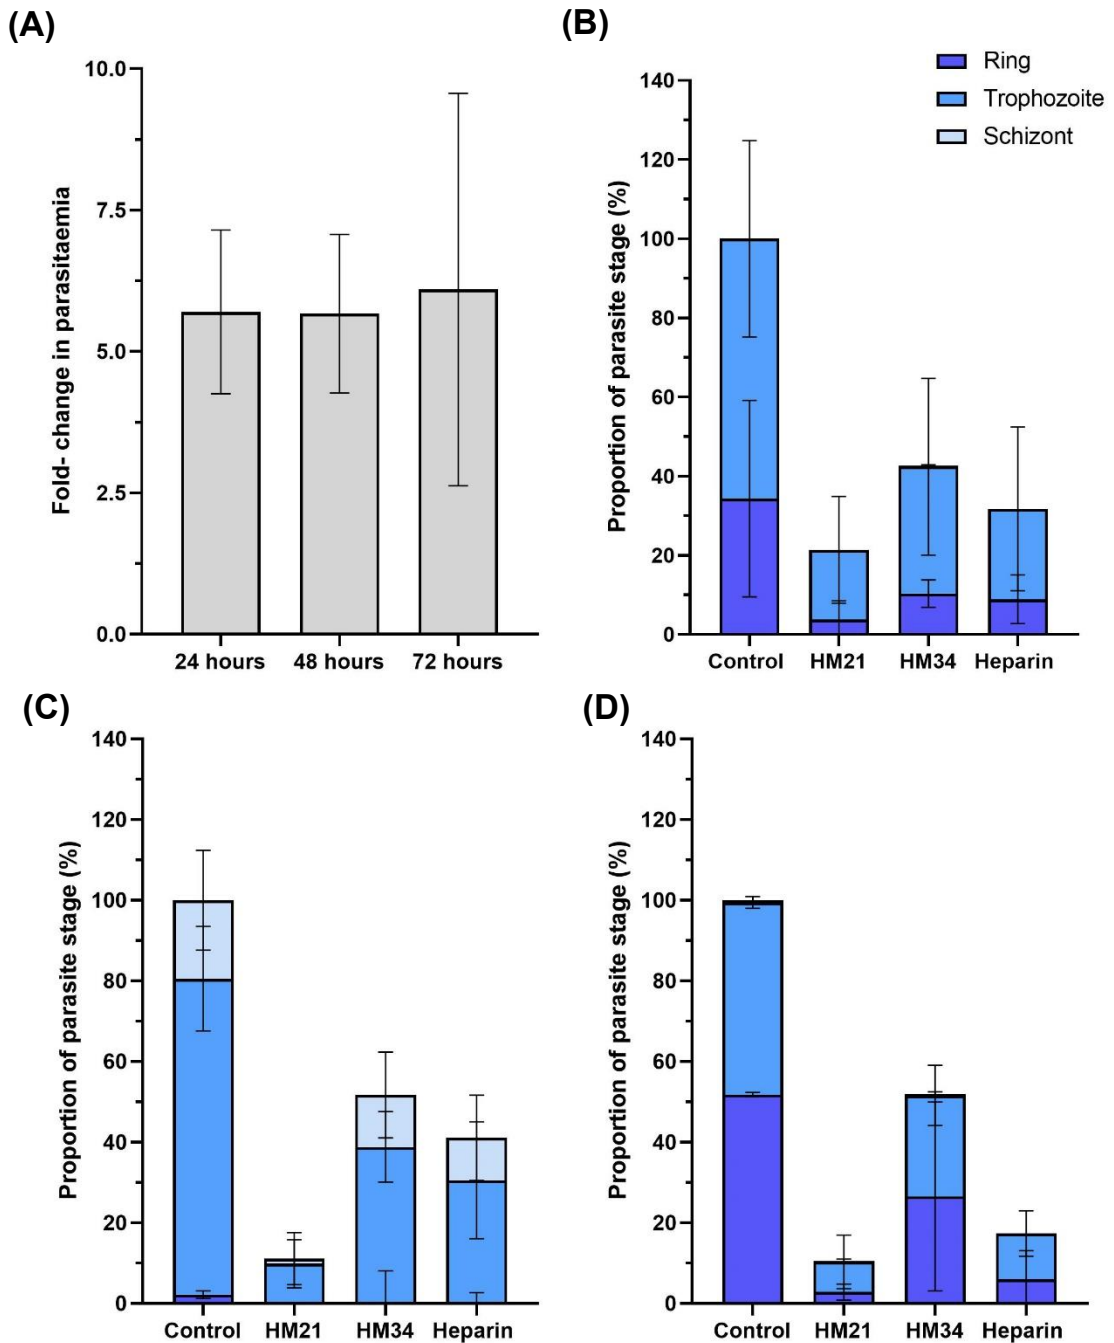 (A)
Fold- change in parasitaemia
10.0
7.5
5.0
2.5
0.0
24 hours 48 hours 72 hours
(B)
Ring
Trophozoite
Schizont
Proportion of parasite stage (%)
140
120
100
80
60
40
20
0
Control HM21 HM34 Heparin
(C)
Proportion of parasite stage (%)
140
120
100
80
60
40
20
0
Control HM21 HM34 Heparin
(D)
Proportion of parasite stage (%)
140
120
100
80
60
40
20
0
Control HM21 HM34 Heparin